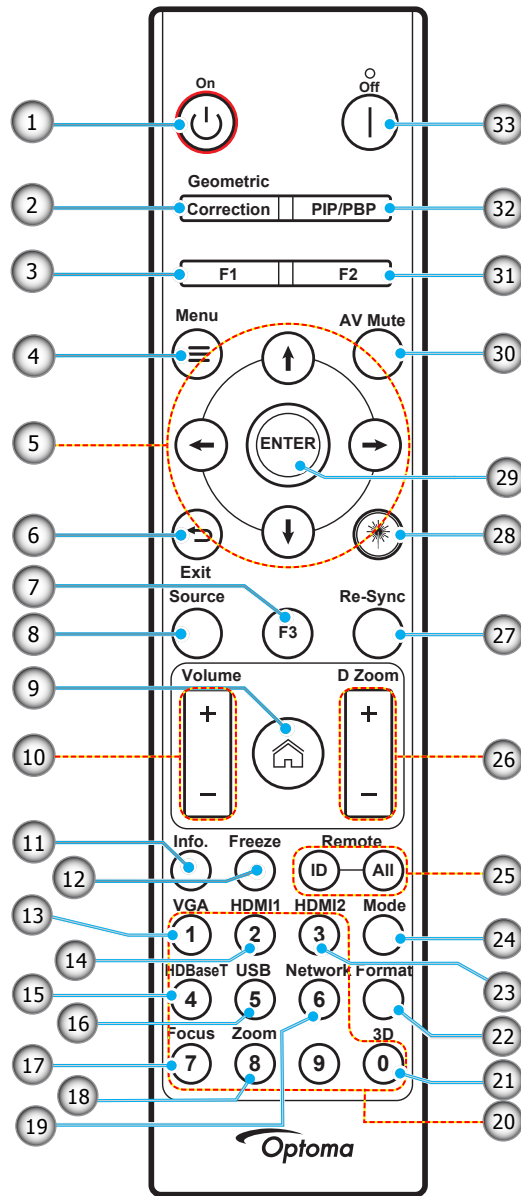 On
Off
1
33
Geometric
2
Correction
PIP/PBP
32
3
F1
F2
31
Menu
AV Mute
4
30
5
ENTER
29
6
28
Exit
7
Source
F3
Re-Sync
8
27
Volume
D Zoom
9
+
+
10
26
−
−
11
Info.
Freeze
Remote
12
ID
All
25
13
VGA
HDMI1
HDMI2
Mode
1
2
3
24
14
23
HDBaseT
USB
Network
Format
15
4
5
6
16
22
Focus
Zoom
3D
17
7
8
9
0
21
18
19
20
Optoma